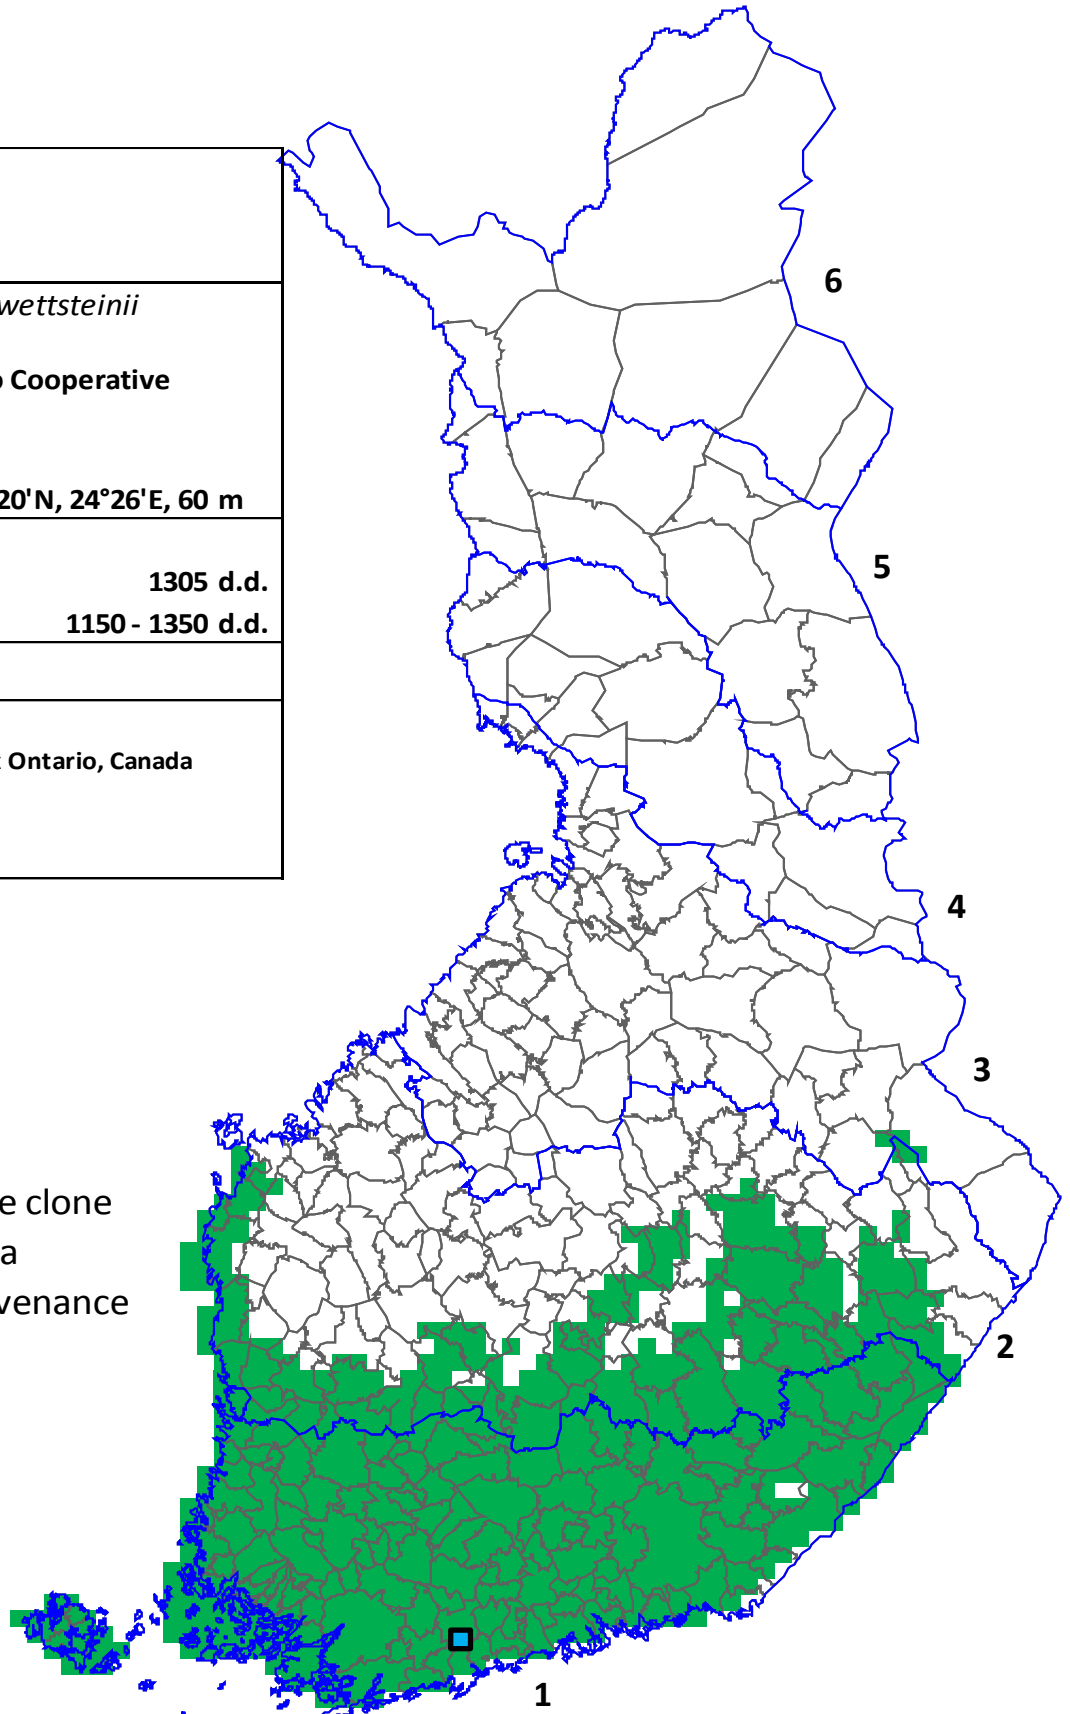 wettsteinii
Cooperative
20'N, 24°26'E, 60 m
1305 d.d.
1150 - 1350 d.d.
Ontario, Canada
e clone
a
venance
6
5
4
3
2
1